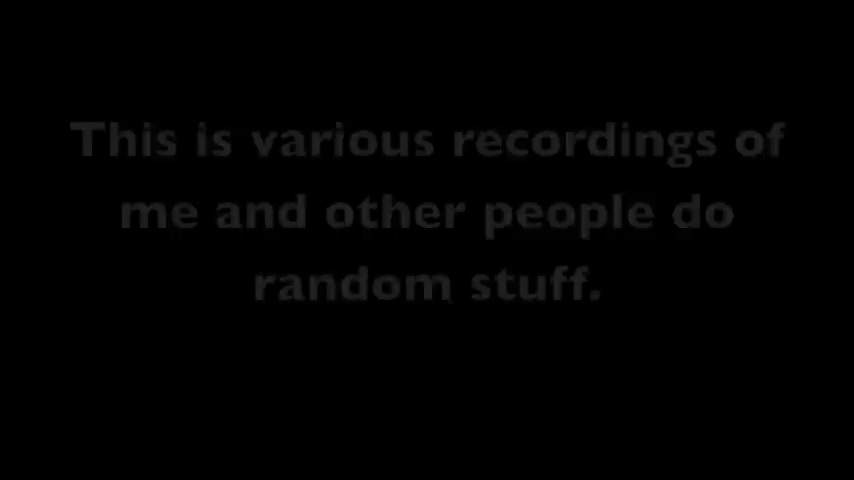 This is various recordings of
me and other people do
random stuff.